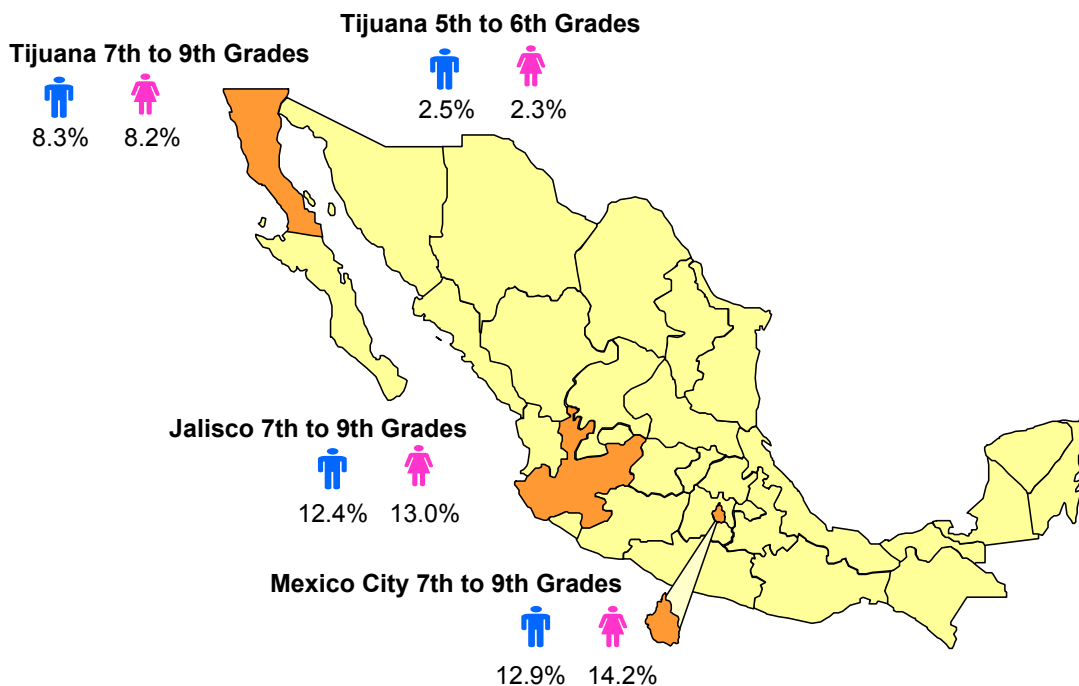 Tijuana 5th to 6th Grades
2.5% 2.3%
Tijuana 7th to 9th Grades
8.3% 8.2%
Jalisco 7th to 9th Grades
12.4% 13.0%
Mexico City 7th to 9th Grades
12.9% 14.2%